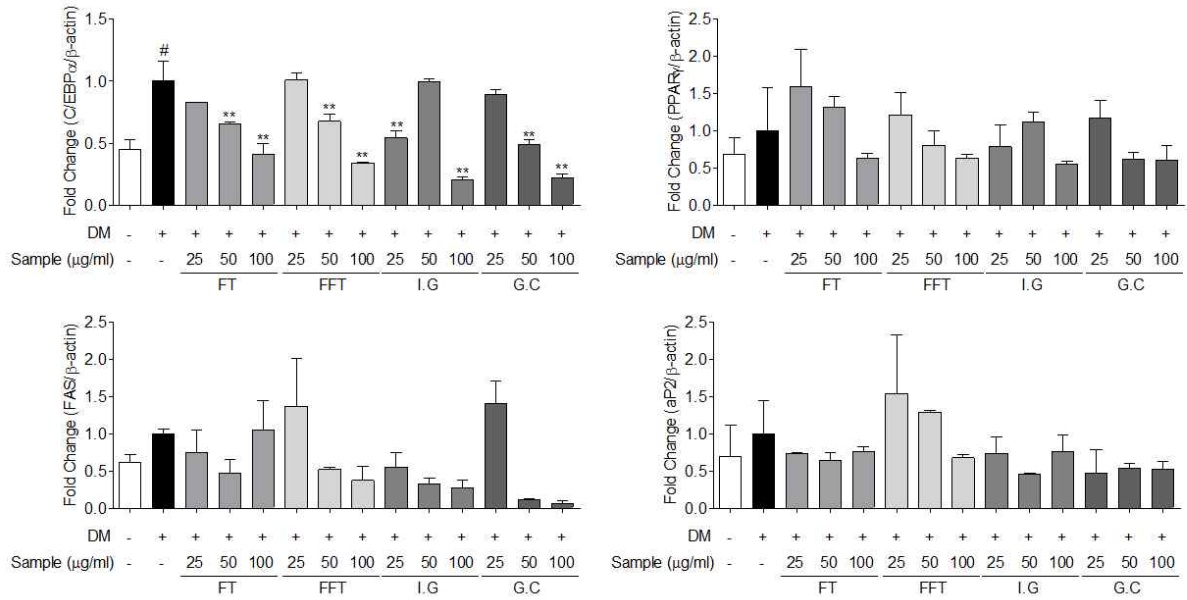 Fold Change (C/EBPα/β-actin)
1.5
1.0
0.5
0.0
#
**
**
**
**
**
**
**
**
DM - + + + + + + + + + + + + +
Sample (μg/ml) - - 25 50 100 25 50 100 25 50 100 25 50 100
FT FFT I.G G.C
Fold Change (PPARγ/β-actin)
2.5
2.0
1.5
1.0
0.5
0.0
DM - + + + + + + + + + + + + +
Sample (μg/ml) - - 25 50 100 25 50 100 25 50 100 25 50 100
FT FFT I.G G.C
Fold Change (FAS/β-actin)
2.5
2.0
1.5
1.0
0.5
0.0
DM - + + + + + + + + + + + + +
Sample (μg/ml) - - 25 50 100 25 50 100 25 50 100 25 50 100
FT FFT I.G G.C
Fold Change (aP2/β-actin)
2.5
2.0
1.5
1.0
0.5
0.0
DM - + + + + + + + + + + + + +
Sample (μg/ml) - - 25 50 100 25 50 100 25 50 100 25 50 100
FT FFT I.G G.C